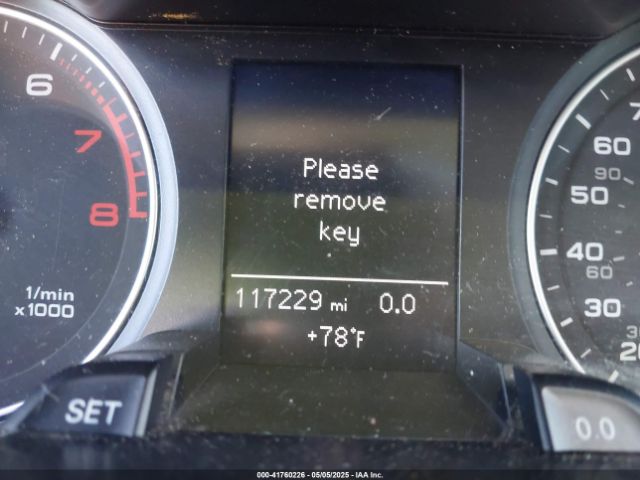 6
7
8
1/min
x1000
SET
Please
remove
key
117229 mi 0.0
+78°F
60
90
50
40
60
30
20
0.0
000-41760226 - 05/05/2025 - IAA Inc.